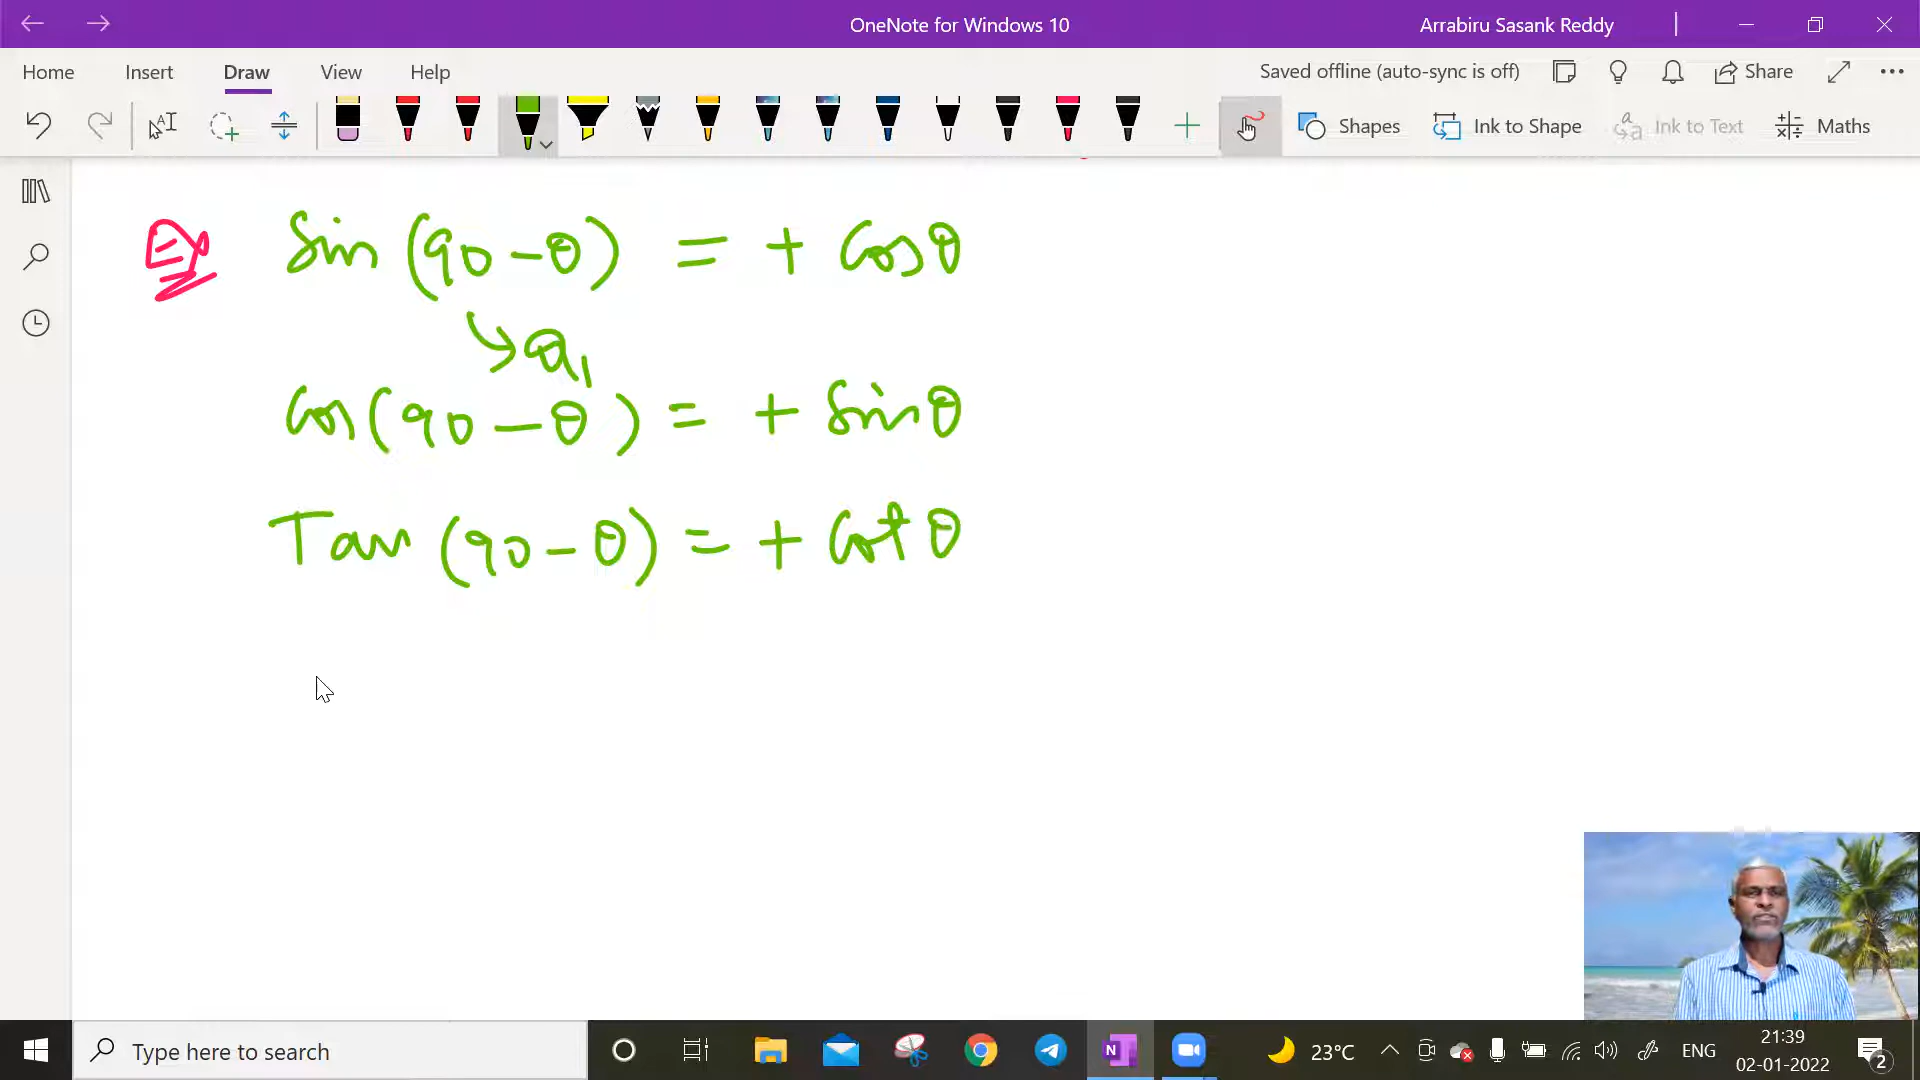 OneNote for Windows 10
Arrabiru Sasank Reddy
Home Insert Draw View Help
Saved offline (auto-sync is off)
Share
Shapes
Ink to Shape
Ink to Text
Maths
Ex
Sin (90 - θ) = + Cosθ
↘ Q1
Cos (90 - θ) = + Sinθ
Tan (90 - θ) = + Cot θ
Type here to search
23°C
ENG
21:39
02-01-2022
2